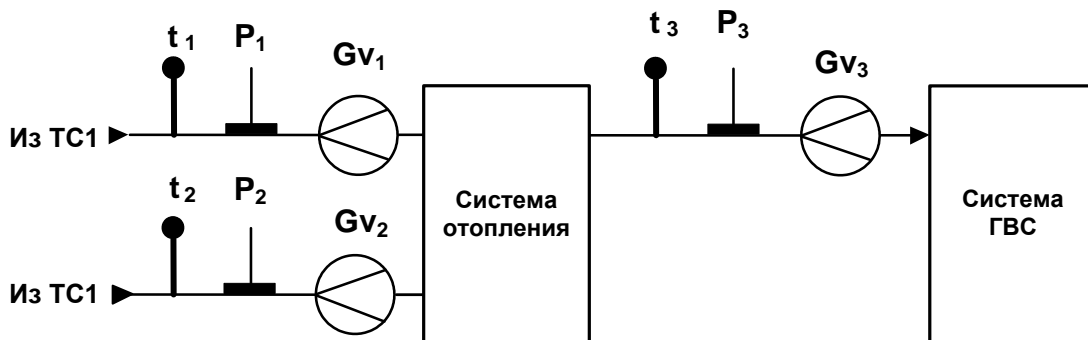 t 1 P1 Gv1
t 3 P3 Gv3
Из ТС1
t 2 P2 Gv2
Система
отопления
Система
ГВС
Из ТС1